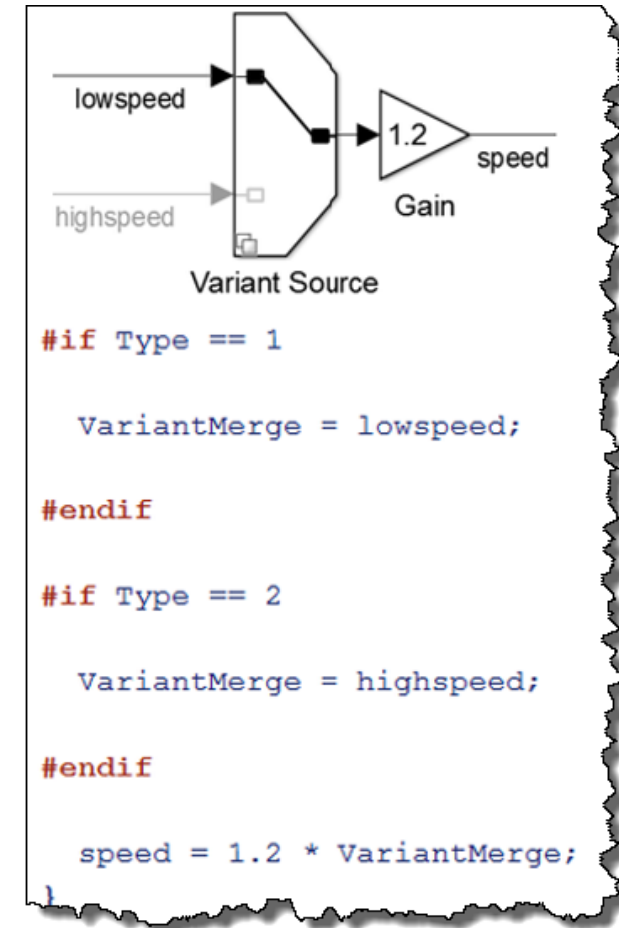 lowspeed
1.2
speed
highspeed
Gain
Variant Source
#if Type == 1
VariantMerge = lowspeed;
#endif
#if Type == 2
VariantMerge = highspeed;
#endif
speed = 1.2 * VariantMerge;
}